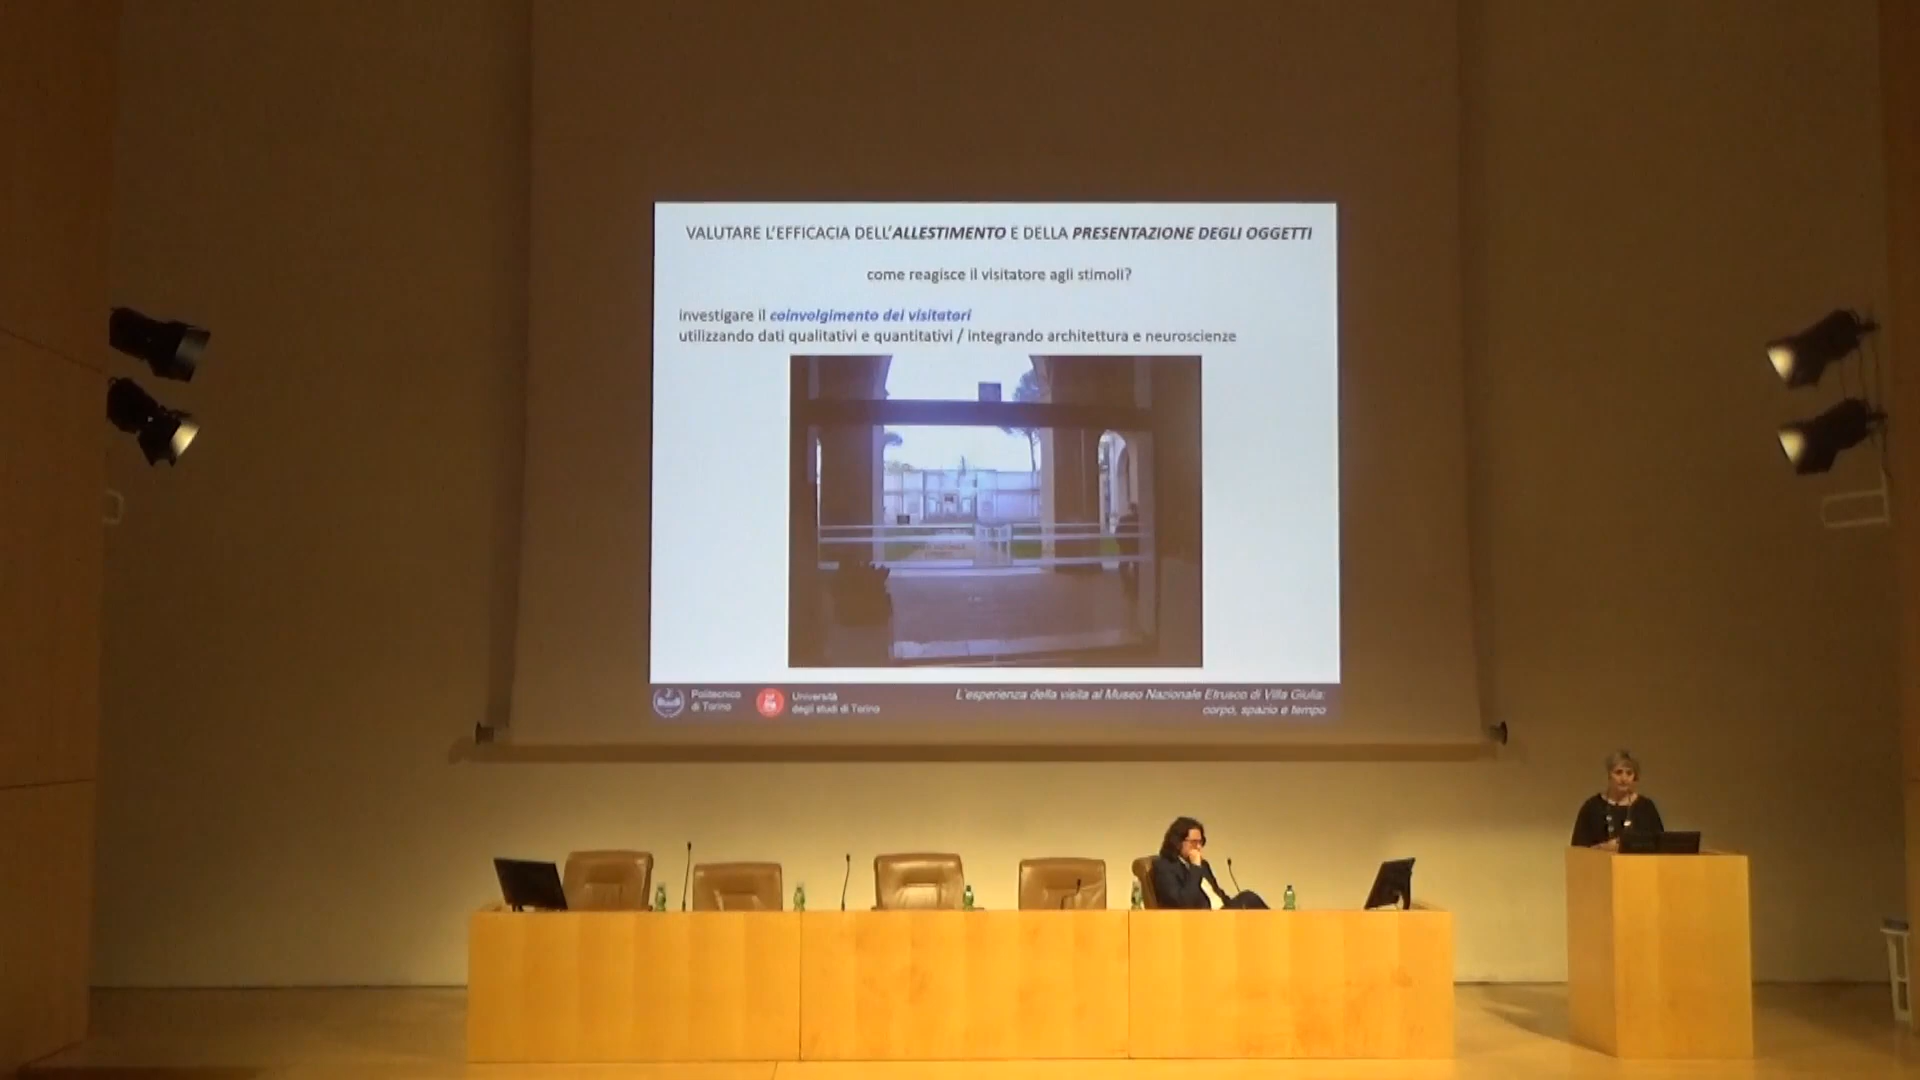 VALUTARE L'EFFICACIA DELL'ALLESTIMENTO E DELLA PRESENTAZIONE DEGLI OGGETTI
come reagisce il visitatore agli stimoli?
investigare il coinvolgimento dei visitatori
utilizzando dati qualitativi e quantitativi / integrando architettura e neuroscienze
Politecnico
di Torino
Università
degli studi di Torino
L'esperienza della visita al Museo Nazionale Etrusco di Villa Giulia:
corpo, spazio e tempo